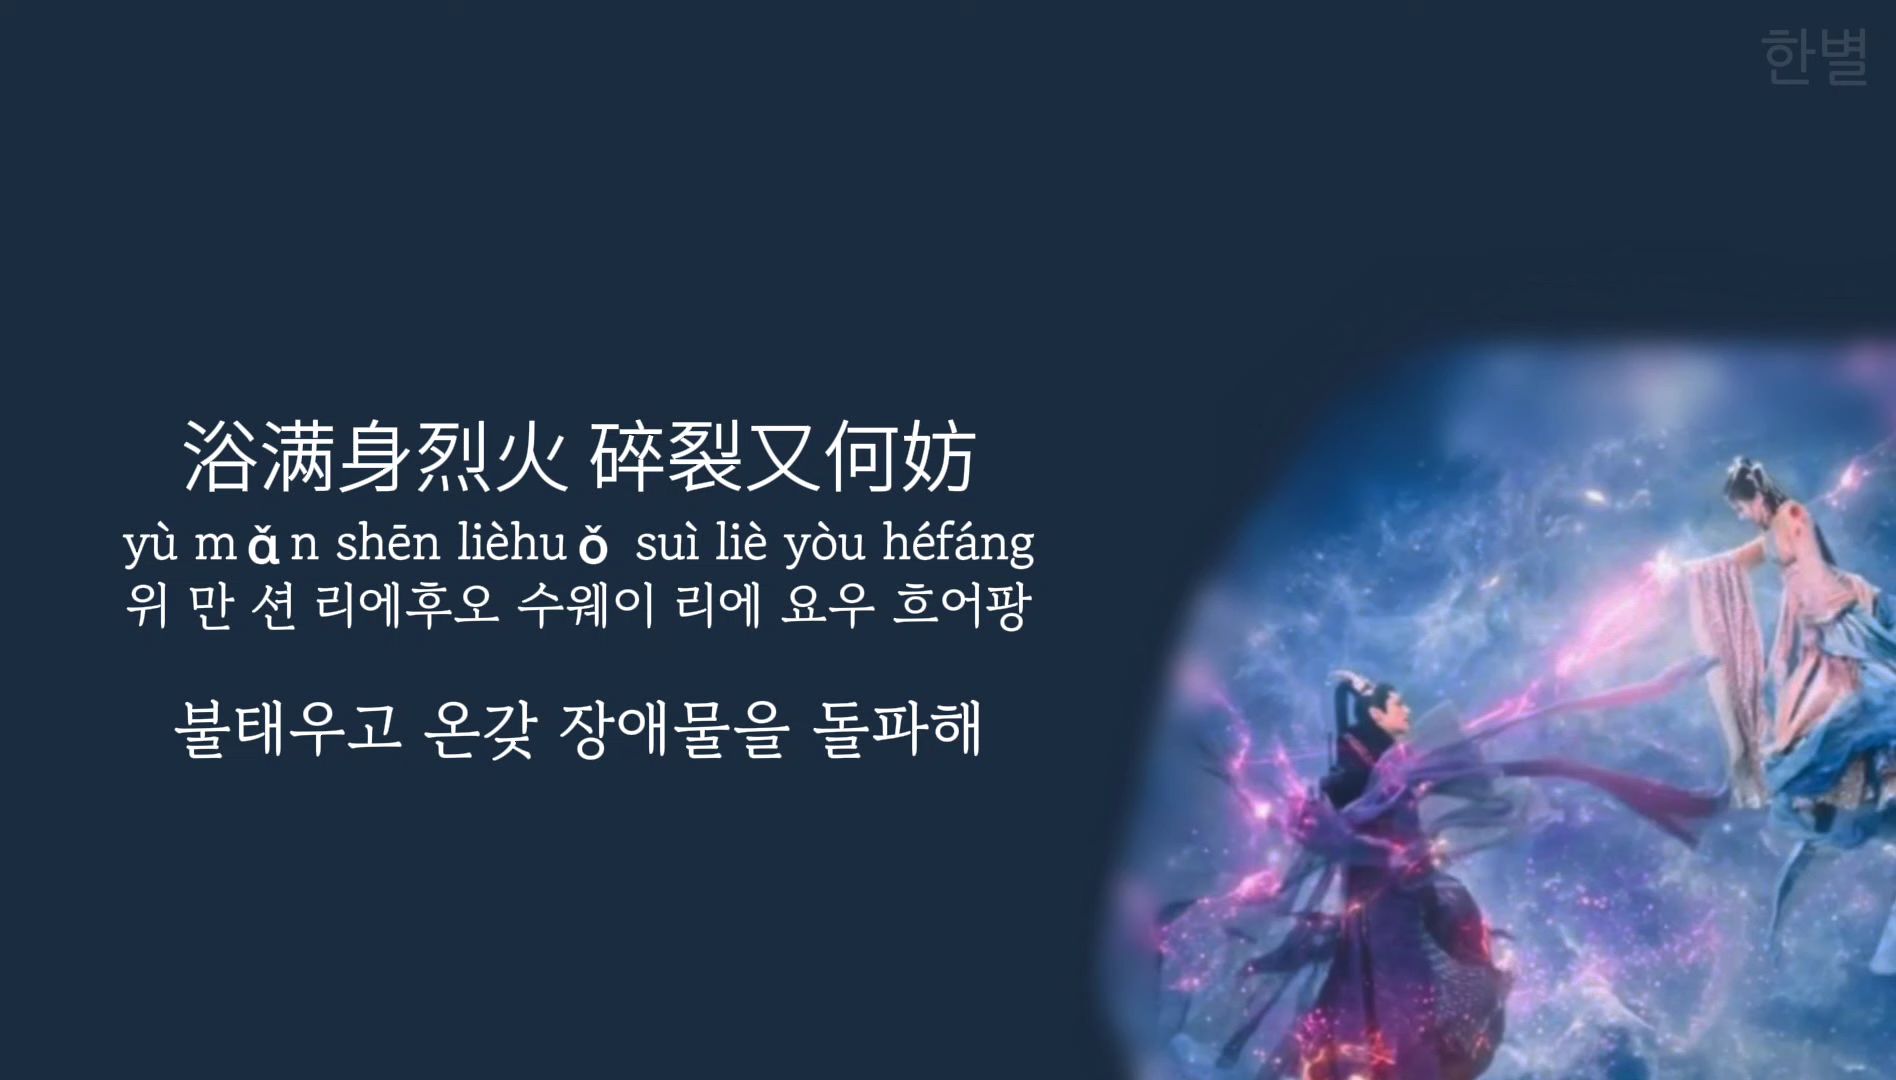 한별
浴满身烈火 碎裂又何妨
yù mǎn shēn lièhuǒ suì liè yòu héfáng
위 만 션 리에후오 수웨이 리에 요우 흐어팡
불태우고 온갖 장애물을 돌파해